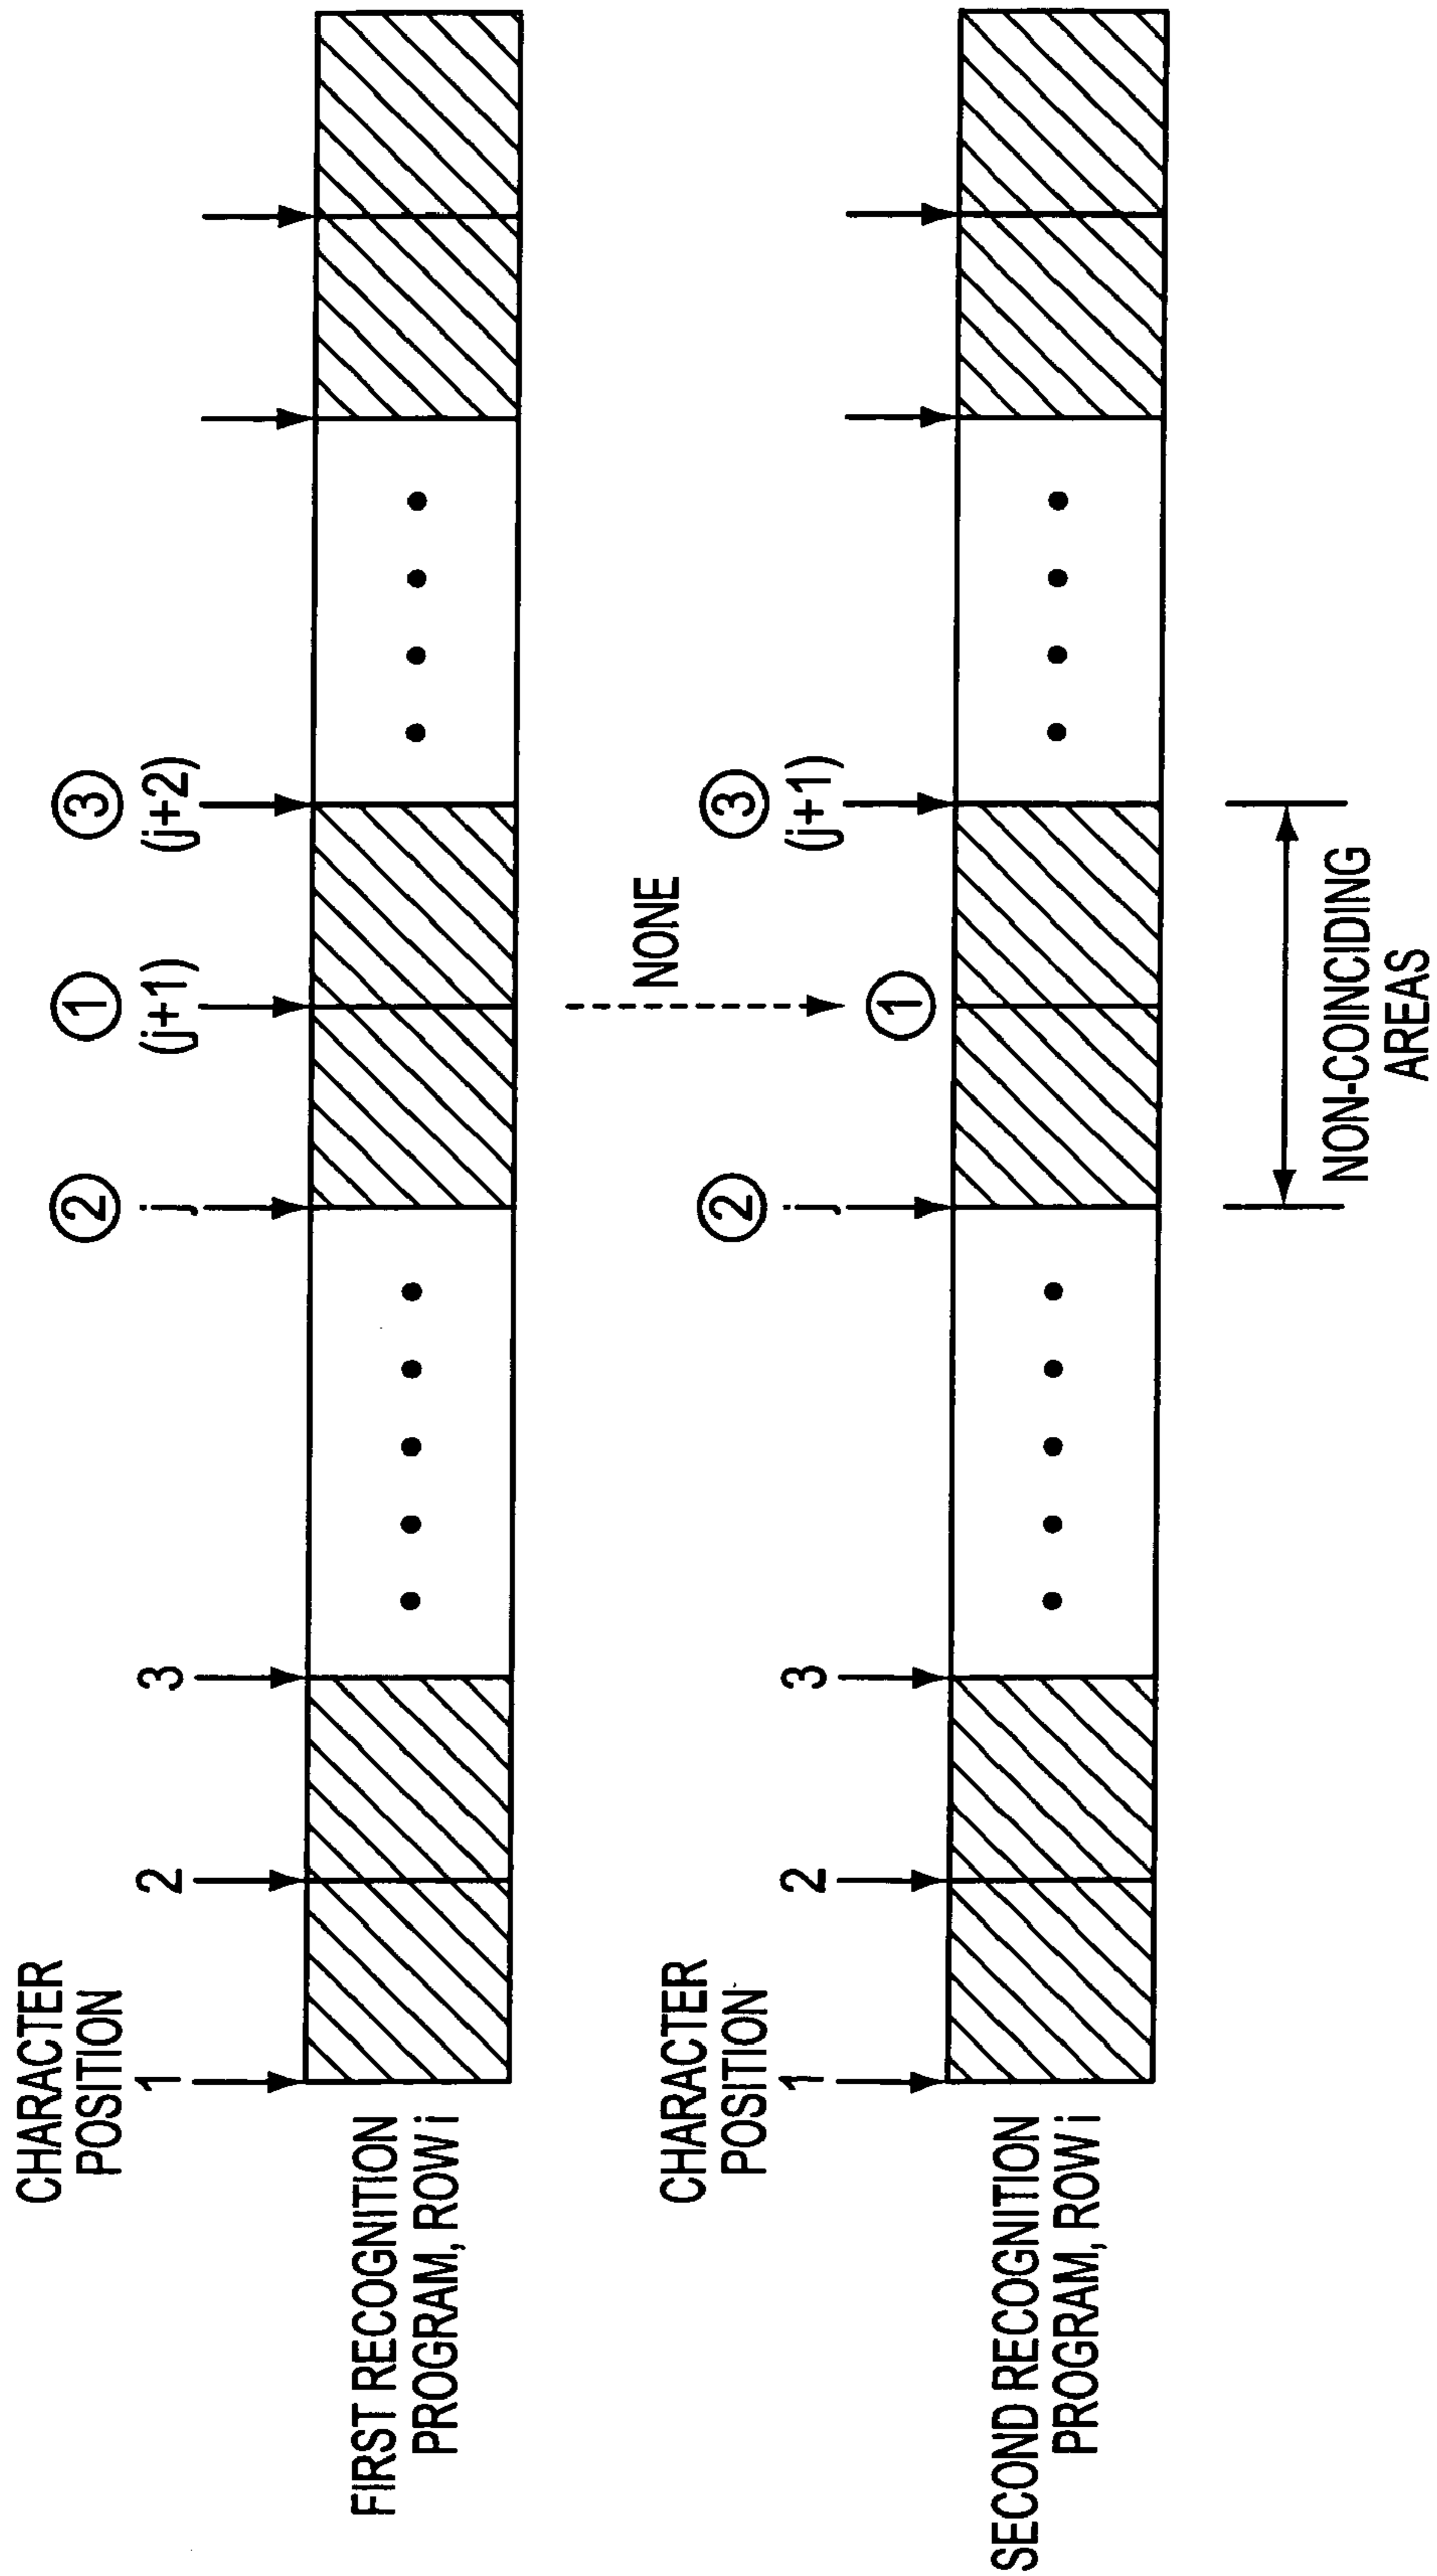 CHARACTER
POSITION
1 2 3 j (j+1) (j+2)
② ① ③
FIRST RECOGNITION
PROGRAM, ROW i
NONE
CHARACTER
POSITION
1 2 3 j (j+1)
② ① ③
SECOND RECOGNITION
PROGRAM, ROW i
NON-COINCIDING
AREAS